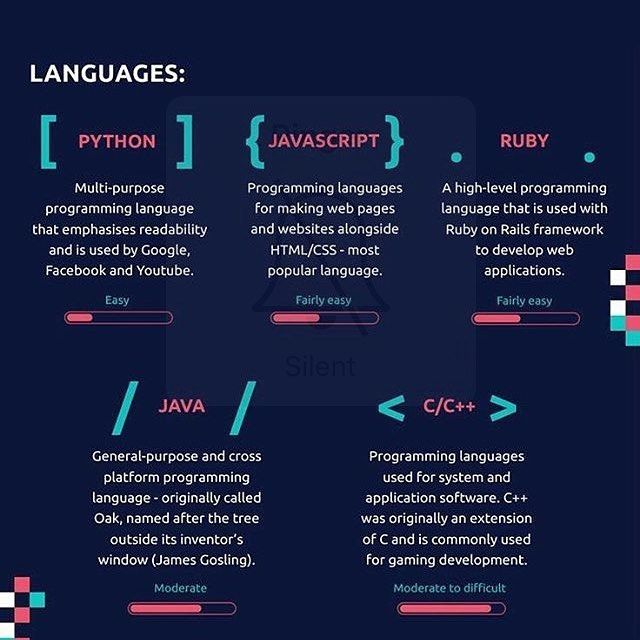 LANGUAGES:
[ PYTHON ]
Multi-purpose
programming language
that emphasises readability
and is used by Google,
Facebook and Youtube.
Easy
{ JAVASCRIPT }
Programming languages
for making web pages
and websites alongside
HTML/CSS - most
popular language.
Fairly easy
. RUBY .
A high-level programming
language that is used with
Ruby on Rails framework
to develop web
applications.
Fairly easy
/ JAVA /
General-purpose and cross
platform programming
language - originally called
Oak, named after the tree
outside its inventor's
window (James Gosling).
Moderate
< C/C++ >
Programming languages
used for system and
application software. C++
was originally an extension
of C and is commonly used
for gaming development.
Moderate to difficult
Silent